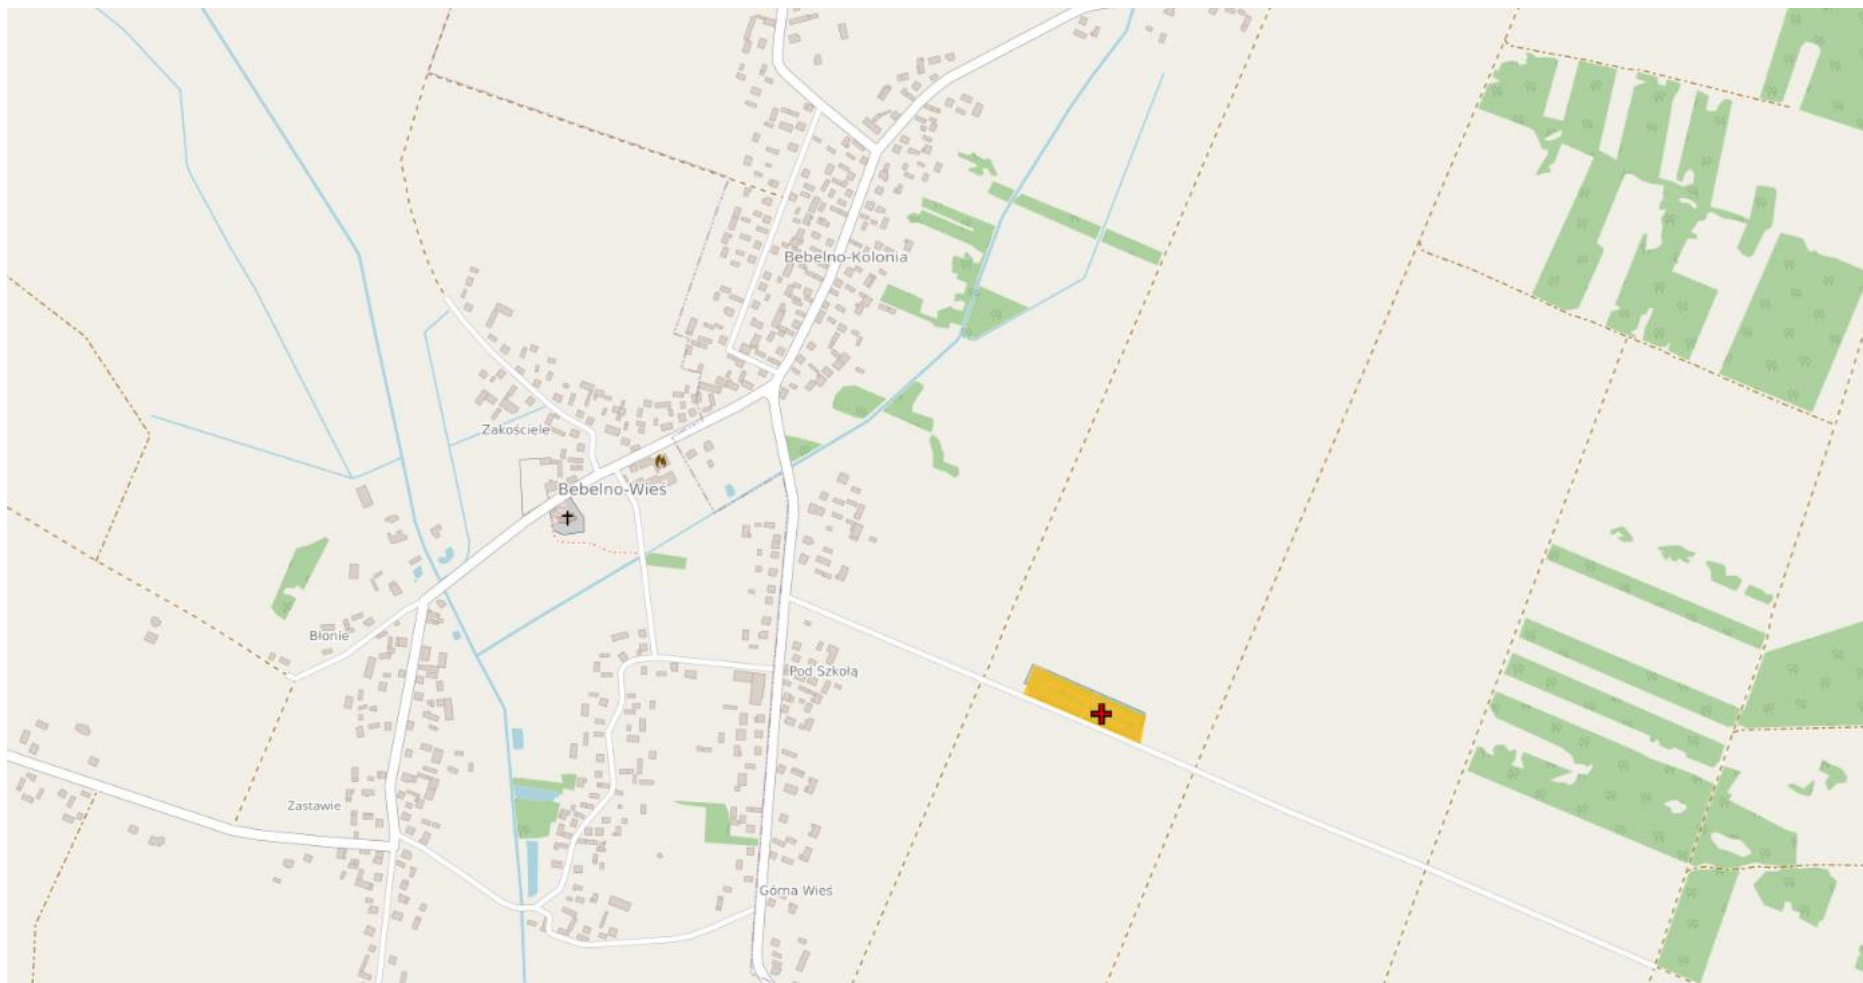 Bebelno-Kolonia
Zakościele
Bebelno-Wieś
Błonie
Pod Szkołą
Zastawie
Górna Wieś